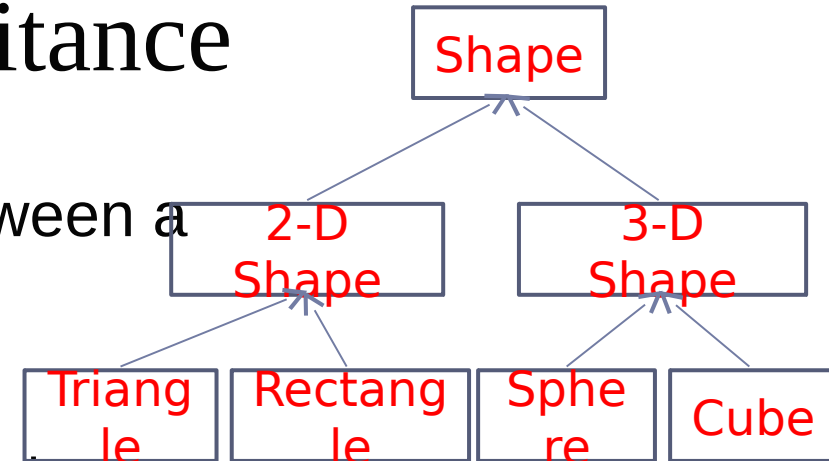 itance
Shape
ween a
2-D
Shape
3-D
Shape
Triang
le
Rectang
le
Sphe
re
Cube